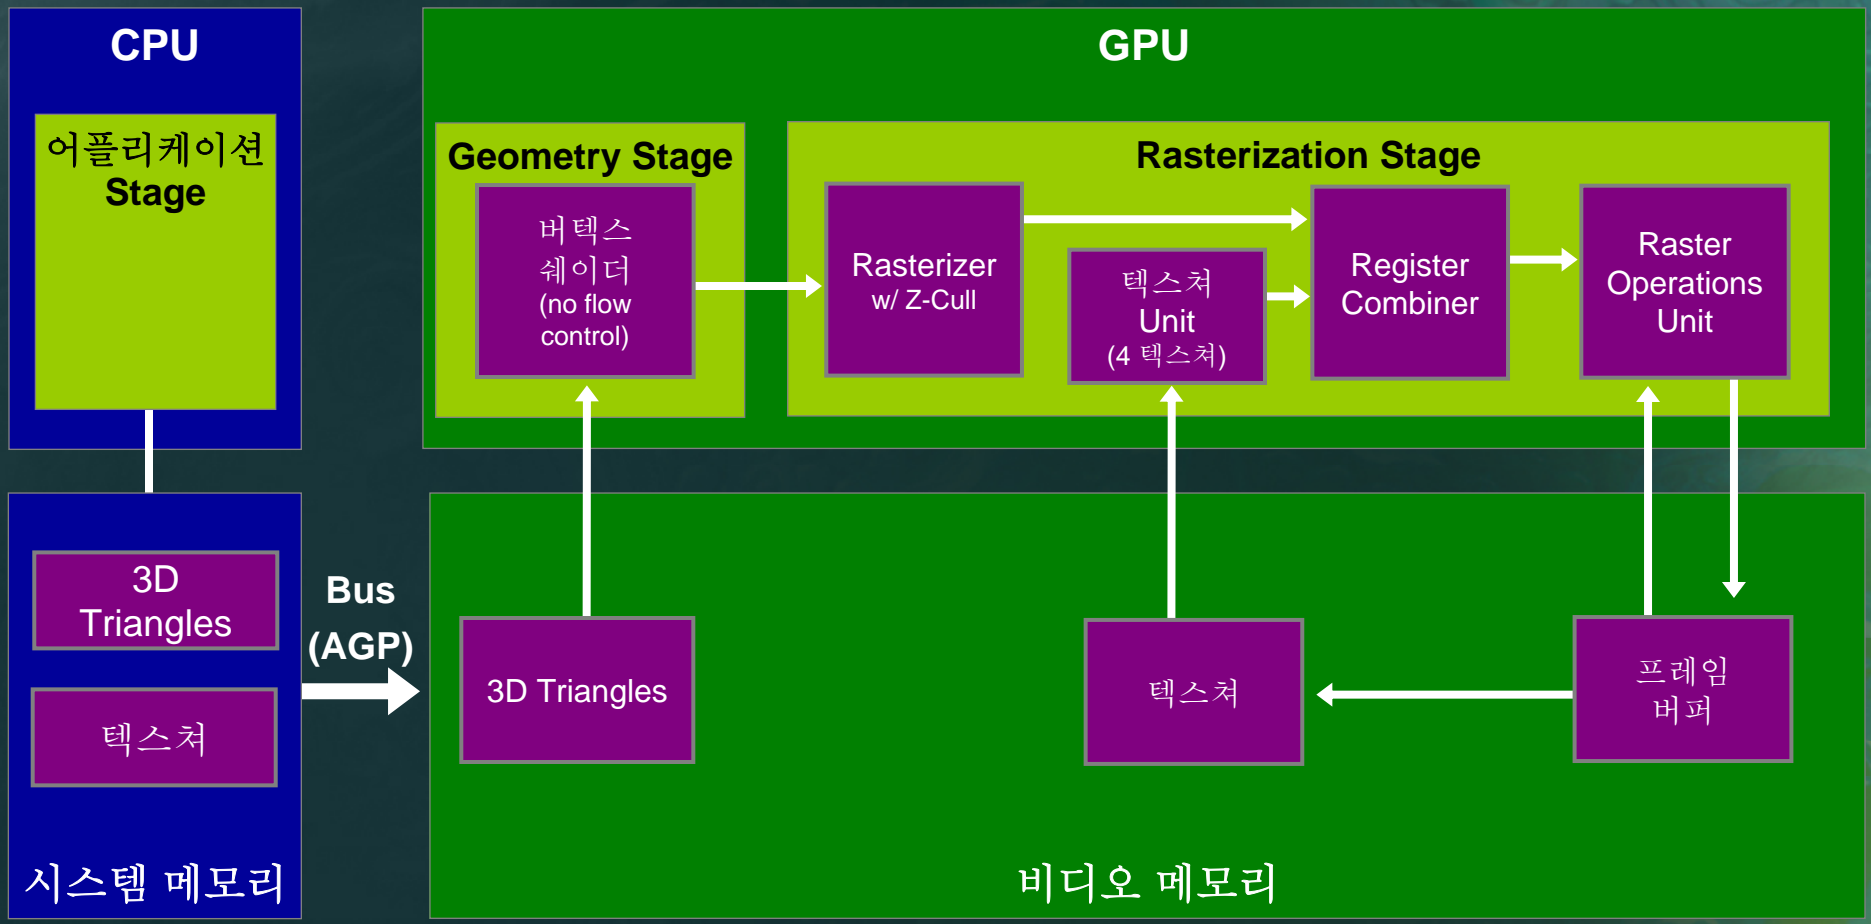 CPU
어플리케이션
Stage
GPU
Geometry Stage
버텍스
쉐이더
(no flow
control)
Rasterization Stage
Rasterizer
w/ Z-Cull
텍스쳐
Unit
(4 텍스쳐)
Register
Combiner
Raster
Operations
Unit
3D
Triangles
텍스쳐
시스템 메모리
Bus
(AGP)
3D Triangles
텍스쳐
프레임
버퍼
비디오 메모리